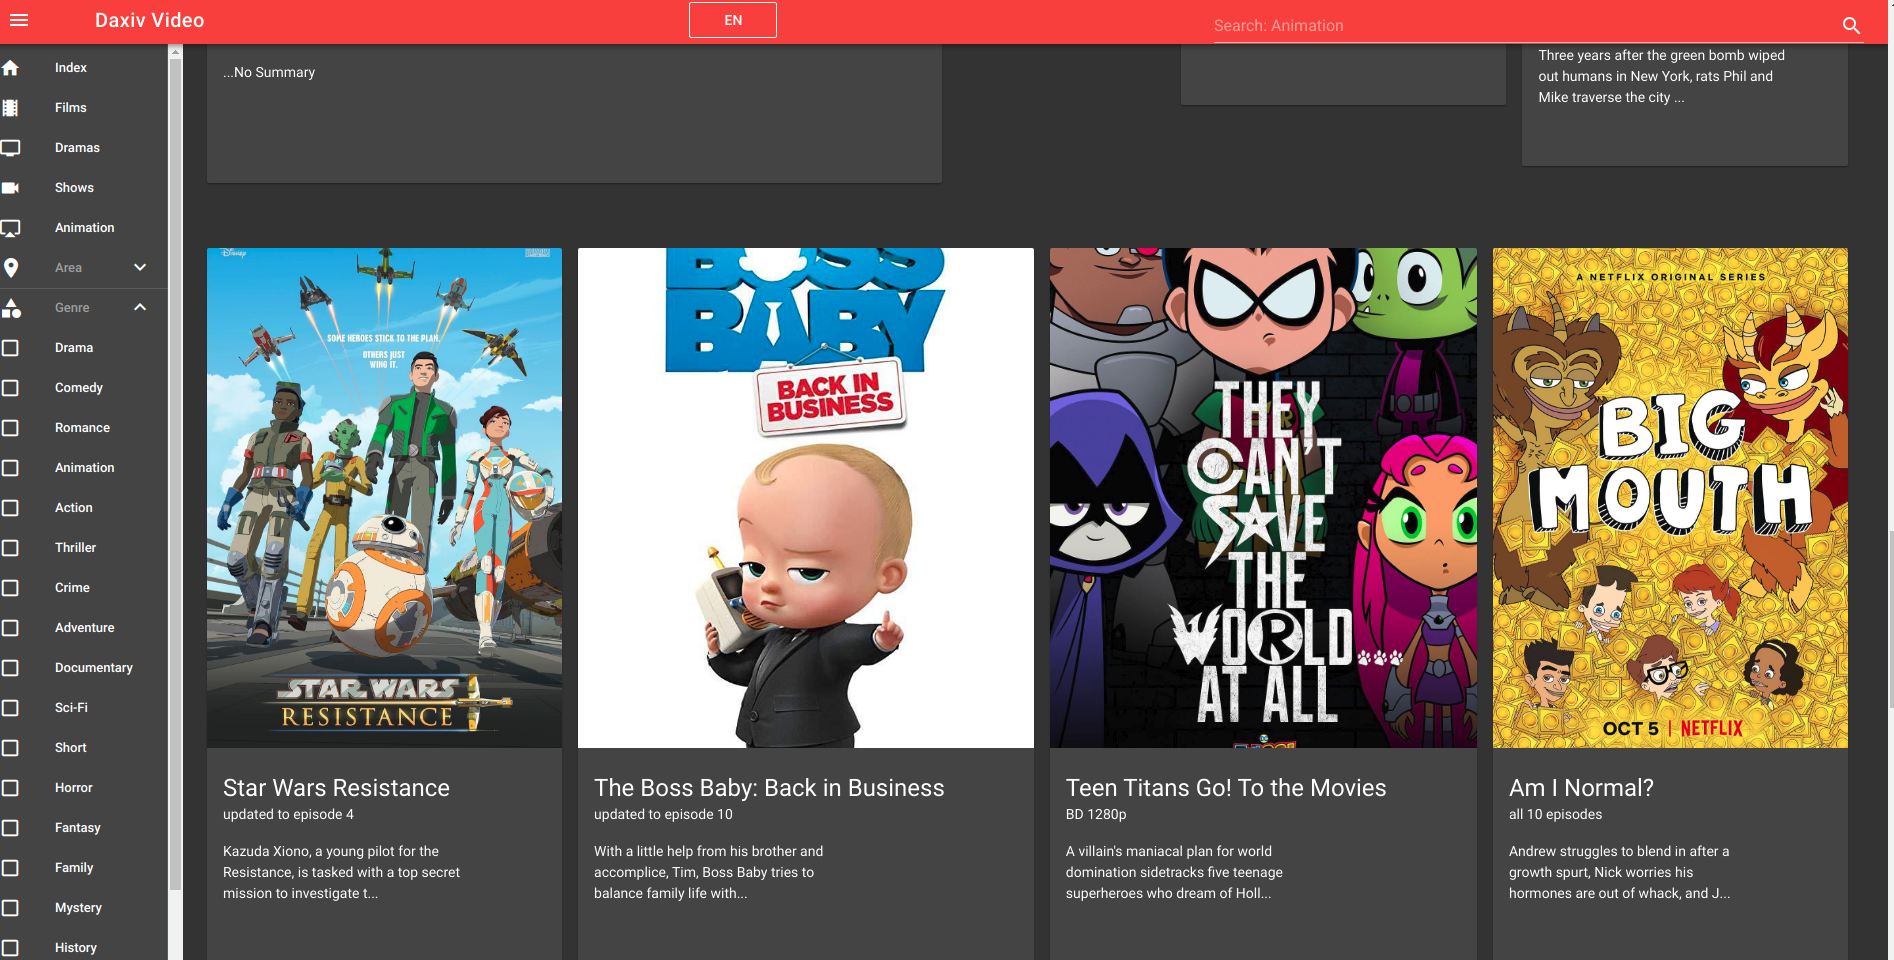 Daxiv Video
EN
Search: Animation
Index
Films
Dramas
Shows
Animation
Area
Genre
Drama
Comedy
Romance
Animation
Action
Thriller
Crime
Adventure
Documentary
Sci-Fi
Short
Horror
Fantasy
Family
Mystery
History
...No Summary
Three years after the green bomb wiped
out humans in New York, rats Phil and
Mike traverse the city ...
Disney
SOME HEROES STICK TO THE PLAN.
OTHERS JUST
WING IT.
STAR WARS
RESISTANCE
Star Wars Resistance
updated to episode 4
Kazuda Xiono, a young pilot for the
Resistance, is tasked with a top secret
mission to investigate t...
BOSS
BABY
BACK IN
BUSINESS
The Boss Baby: Back in Business
updated to episode 10
With a little help from his brother and
accomplice, Tim, Boss Baby tries to
balance family life with...
THEY
CAN'T
SAVE
THE
WORLD...
AT ALL
Teen Titans Go! To the Movies
BD 1280p
A villain's maniacal plan for world
domination sidetracks five teenage
superheroes who dream of Holl...
A NETFLIX ORIGINAL SERIES
BIG
MOUTH
OCT 5 | NETFLIX
Am I Normal?
all 10 episodes
Andrew struggles to blend in after a
growth spurt, Nick worries his
hormones are out of whack, and J...